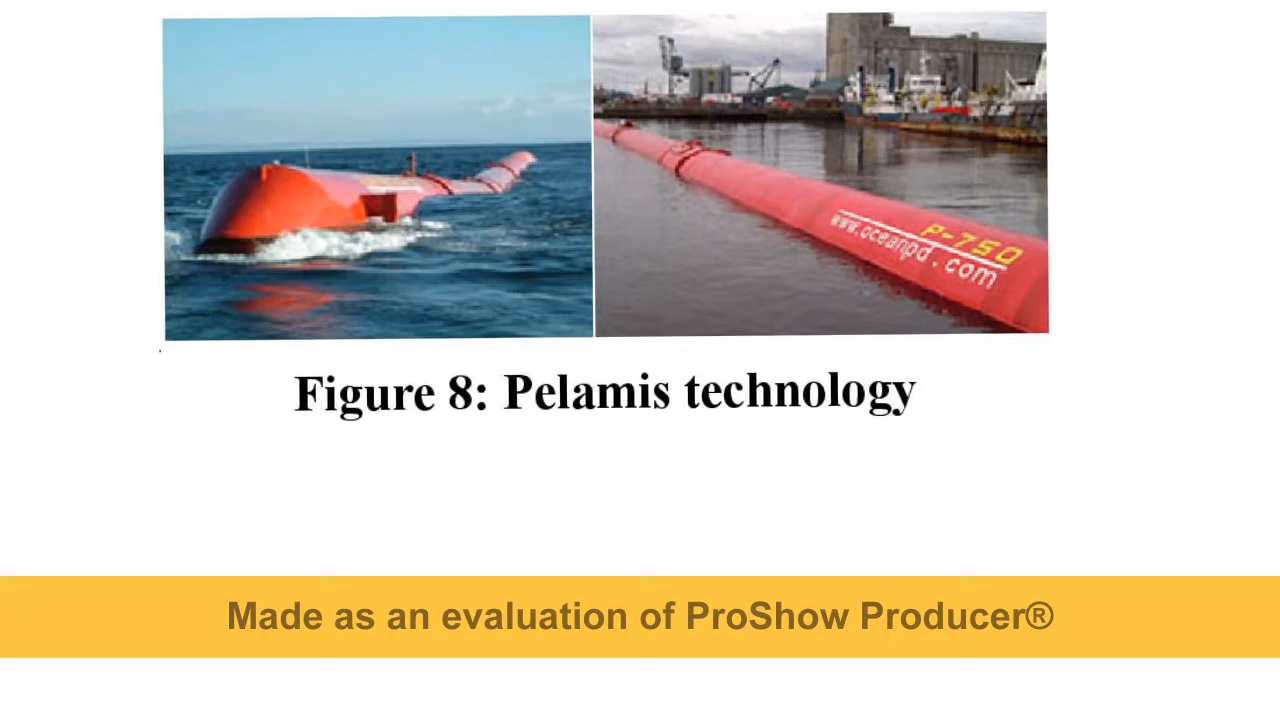 P-750
www.oceanpd.com
Figure 8: Pelamis technology
Made as an evaluation of ProShow Producer®